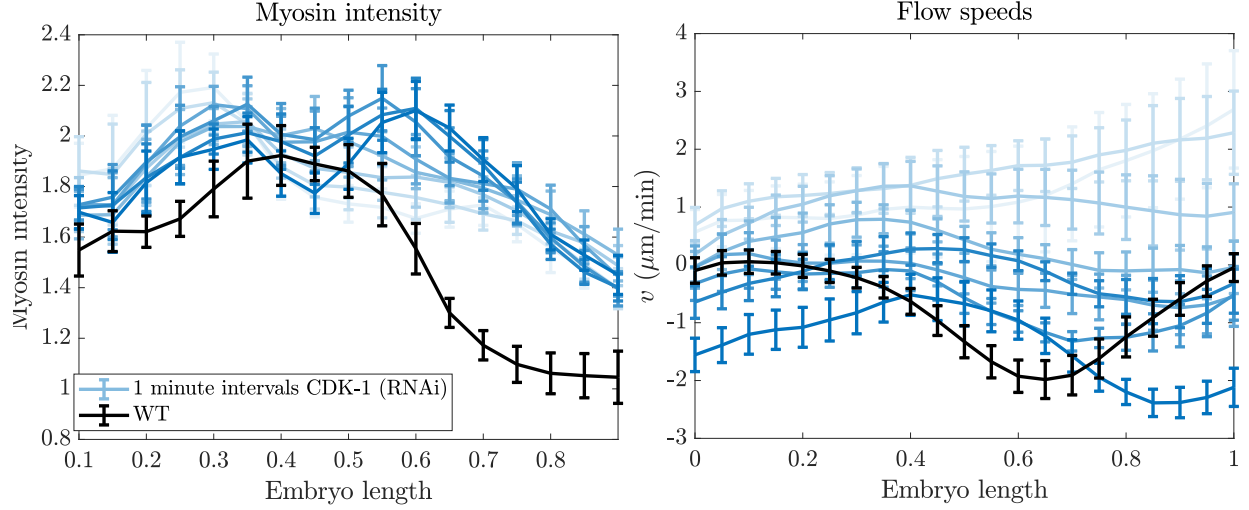 Myosin intensity
2.4
2.2
2
1.8
1.6
1.4
1.2
1
0.8
Myosin intensity
1 minute intervals CDK-1 (RNAi)
WT
0.1 0.2 0.3 0.4 0.5 0.6 0.7 0.8
Embryo length
Flow speeds
4
3
2
1
0
-1
-2
-3
v (μm/min)
0 0.2 0.4 0.6 0.8 1
Embryo length